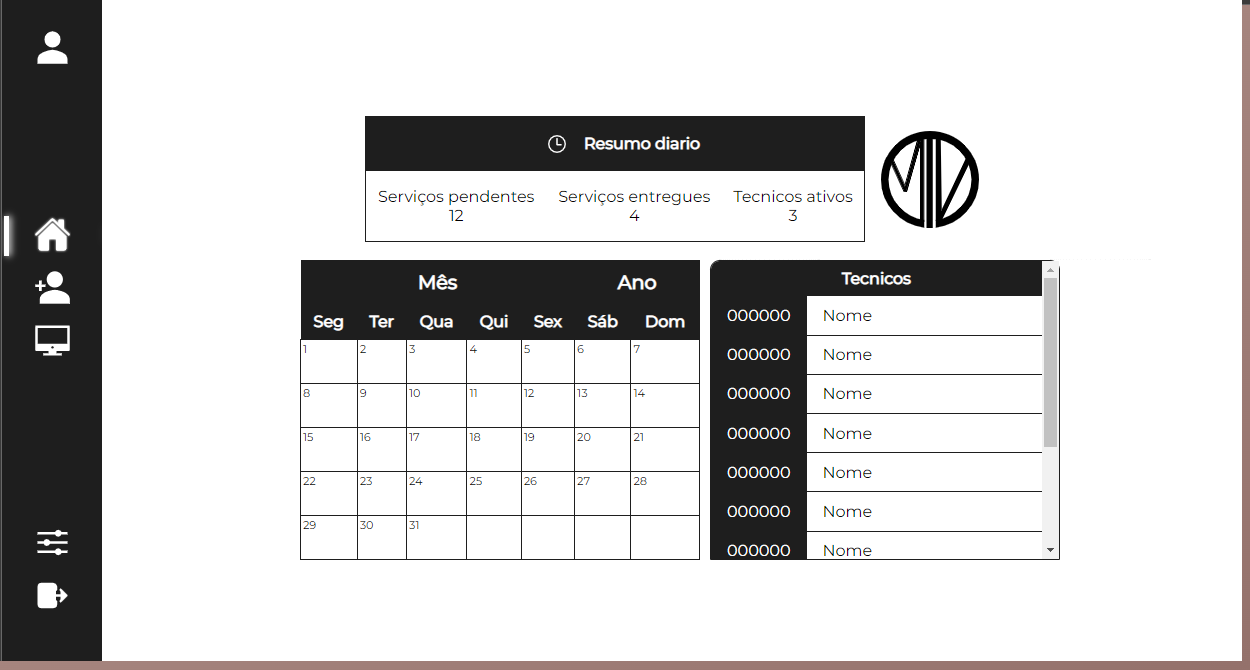 Resumo diario
Serviços pendentes Serviços entregues Tecnicos ativos
12 4 3
Mês Ano
Seg Ter Qua Qui Sex Sáb Dom
1 2 3 4 5 6 7
8 9 10 11 12 13 14
15 16 17 18 19 20 21
22 23 24 25 26 27 28
29 30 31
Tecnicos
000000 Nome
000000 Nome
000000 Nome
000000 Nome
000000 Nome
000000 Nome
000000 Nome